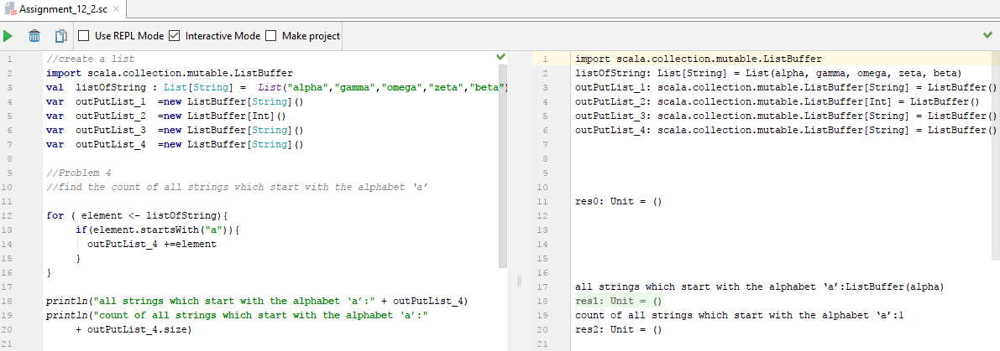 Assignment_12_2.sc
Use REPL Mode Interactive Mode Make project
1 //create a list
2 import scala.collection.mutable.ListBuffer
3 val listOfString : List[String] = List("alpha","gamma","omega","zeta","beta")
4 var outPutList_1 =new ListBuffer[String]()
5 var outPutList_2 =new ListBuffer[Int]()
6 var outPutList_3 =new ListBuffer[String]()
7 var outPutList_4 =new ListBuffer[String]()
8
9 //Problem 4
10 //find the count of all strings which start with the alphabet ‘a’
11
12 for ( element <- listOfString){
13 if(element.startsWith("a")){
14 outPutList_4 +=element
15 }
16 }
17
18 println("all strings which start with the alphabet ‘a’:" + outPutList_4)
19 println("count of all strings which start with the alphabet ‘a’:"
20 + outPutList_4.size)
21
1 import scala.collection.mutable.ListBuffer
2 listOfString: List[String] = List(alpha, gamma, omega, zeta, beta)
3 outPutList_1: scala.collection.mutable.ListBuffer[String] = ListBuffer()
4 outPutList_2: scala.collection.mutable.ListBuffer[Int] = ListBuffer()
5 outPutList_3: scala.collection.mutable.ListBuffer[String] = ListBuffer()
6 outPutList_4: scala.collection.mutable.ListBuffer[String] = ListBuffer()
7
8
9
10
11 res0: Unit = ()
12
13
14
15
16
17 all strings which start with the alphabet ‘a’:ListBuffer(alpha)
18 res1: Unit = ()
19 count of all strings which start with the alphabet ‘a’:1
20 res2: Unit = ()
21